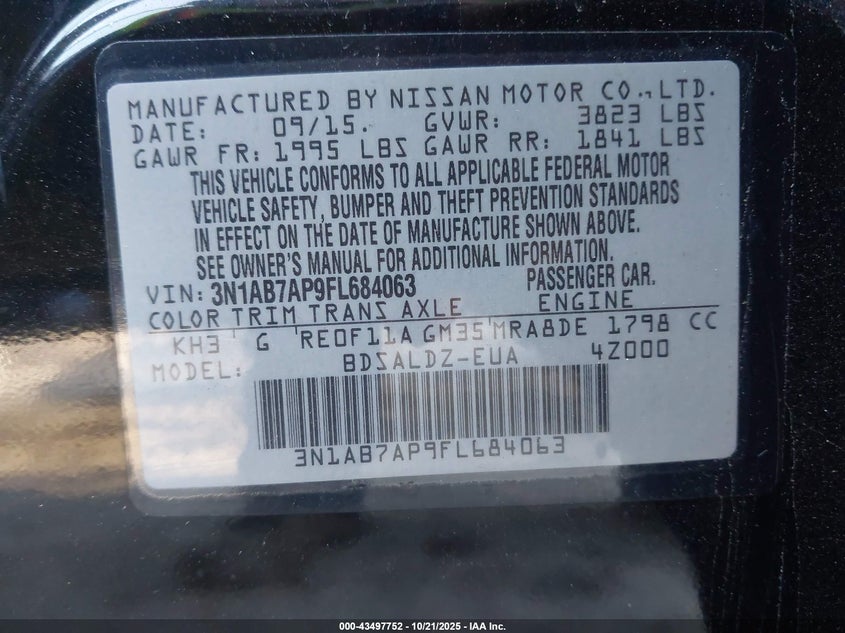 MANUFACTURED BY NISSAN MOTOR CO.,LTD.
DATE: 09/15. GVWR: 3823 LBS
GAWR FR: 1995 LBS GAWR RR: 1841 LBS
THIS VEHICLE CONFORMS TO ALL APPLICABLE FEDERAL MOTOR
VEHICLE SAFETY, BUMPER AND THEFT PREVENTION STANDARDS
IN EFFECT ON THE DATE OF MANUFACTURE SHOWN ABOVE.
SEE OWNER'S MANUAL FOR ADDITIONAL INFORMATION.
VIN: 3N1AB7AP9FL684063 PASSENGER CAR.
COLOR TRIM TRANS AXLE ENGINE
KH3 G RE0F11A GM35 MRA8DE 1798 CC
MODEL: BDSALDZ-EUA 4Z000
3N1AB7AP9FL684063
000-43497752 - 10/21/2025 - IAA Inc.